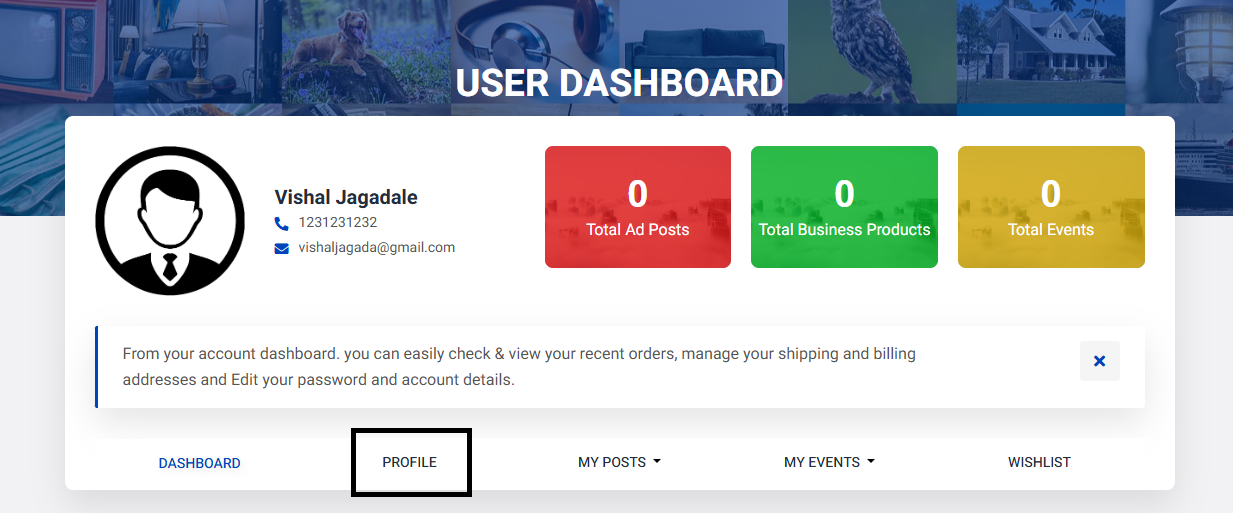 USER DASHBOARD
Vishal Jagadale
1231231232
vishaljagada@gmail.com
0
Total Ad Posts
0
Total Business Products
0
Total Events
From your account dashboard. you can easily check & view your recent orders, manage your shipping and billing
addresses and Edit your password and account details.
DASHBOARD
PROFILE
MY POSTS
MY EVENTS
WISHLIST